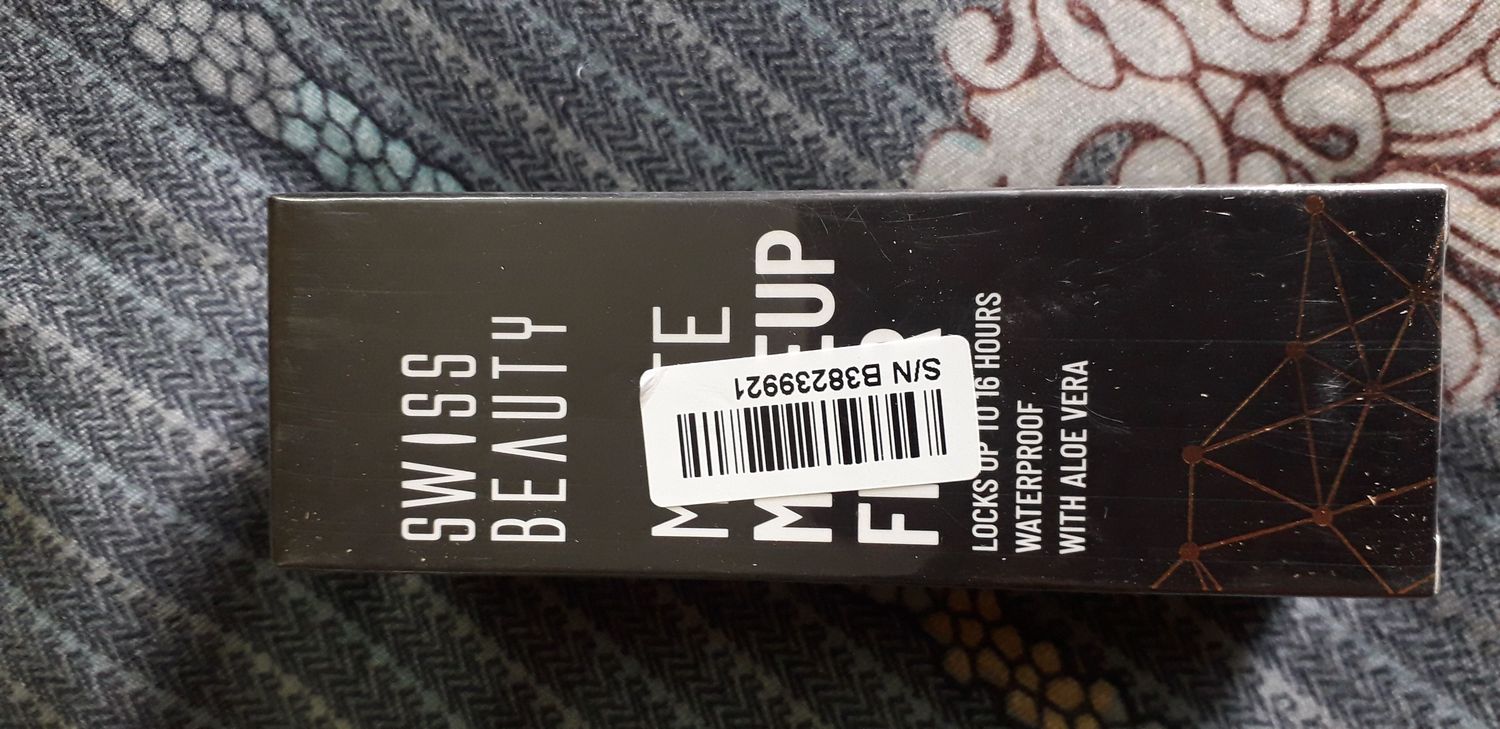 SWISS
BEAUTY
LOCKS UP TO 16 HOURS
WATERPROOF
WITH ALOE VERA
S/N B38239921